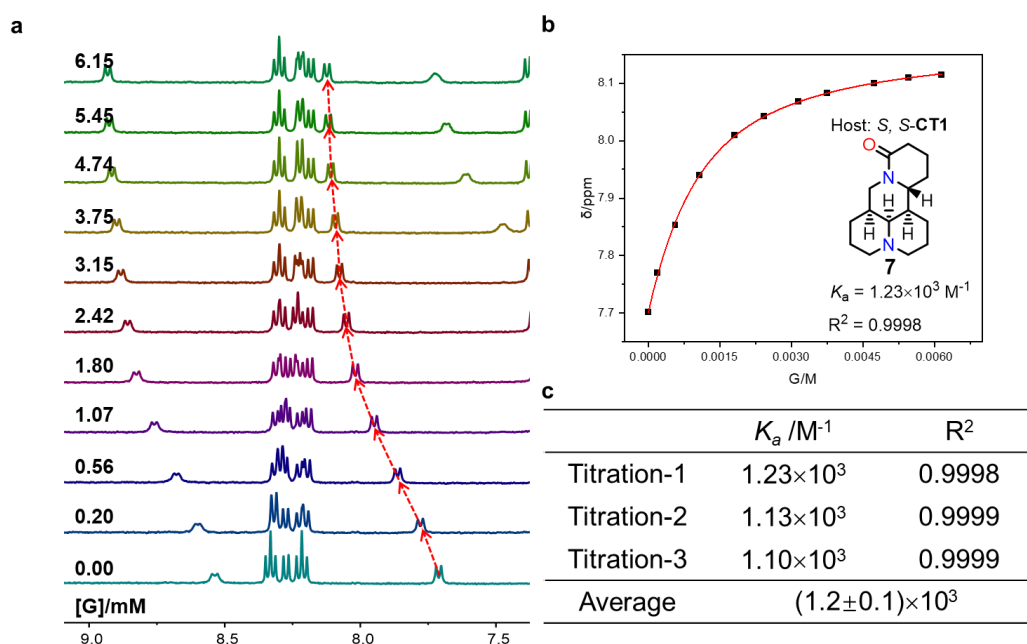 a
6.15
5.45
4.74
3.75
3.15
2.42
1.80
1.07
0.56
0.20
0.00
[G]/mM
9.0 8.5 8.0 7.5
b
8.1
8.0
7.9
7.8
7.7
δ/ppm
Host: S, S-CT1
O
N
H
H
H H
N
7
Kₐ = 1.23×10³ M⁻¹
R² = 0.9998
0.0000 0.0015 0.0030 0.0045 0.0060
G/M
c
Kₐ /M⁻¹ R²
Titration-1 1.23×10³ 0.9998
Titration-2 1.13×10³ 0.9999
Titration-3 1.10×10³ 0.9999
Average (1.2±0.1)×10³